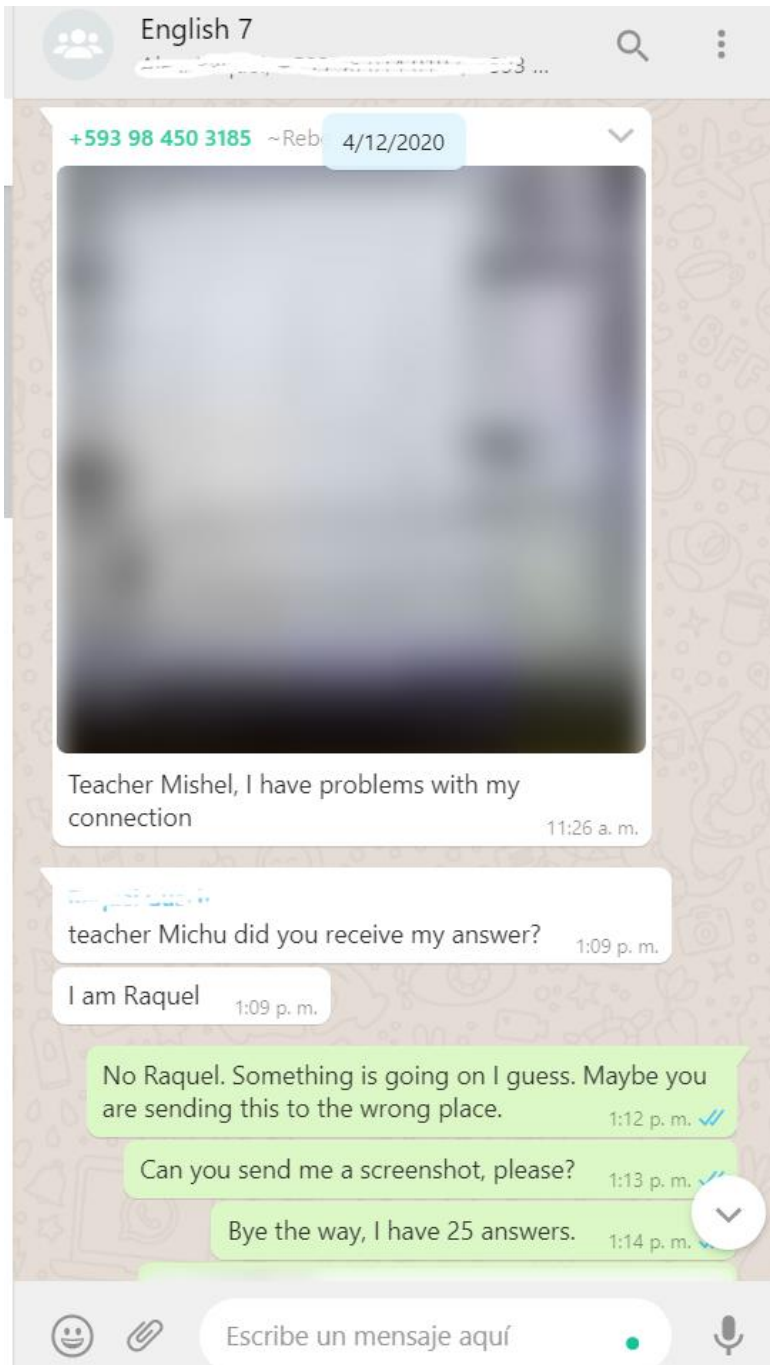 English 7
+593 98 450 3185 ~Reb
4/12/2020
Teacher Mishel, I have problems with my
connection
11:26 a. m.
teacher Michu did you receive my answer?
1:09 p. m.
I am Raquel
1:09 p. m.
No Raquel. Something is going on I guess. Maybe you
are sending this to the wrong place.
1:12 p. m.
Can you send me a screenshot, please?
1:13 p. m.
Bye the way, I have 25 answers.
1:14 p. m.
Escribe un mensaje aquí